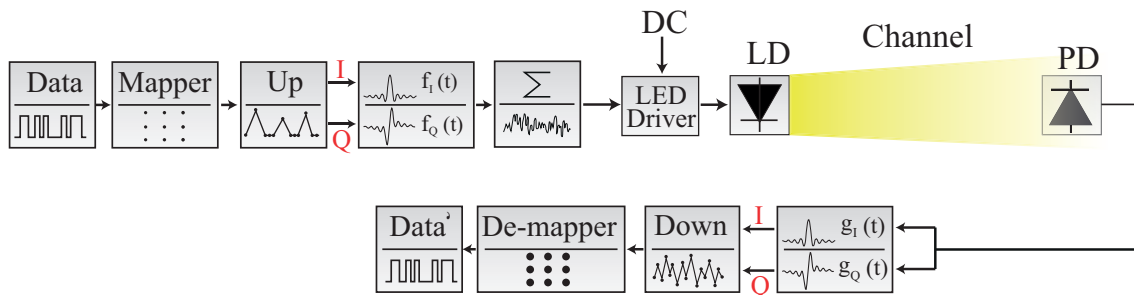 DC
LD
Channel
PD
Data
Mapper
Up
I
Q
f_I (t)
f_Q (t)
Σ
LED
Driver
Data'
De-mapper
Down
I
Q
g_I (t)
g_Q (t)